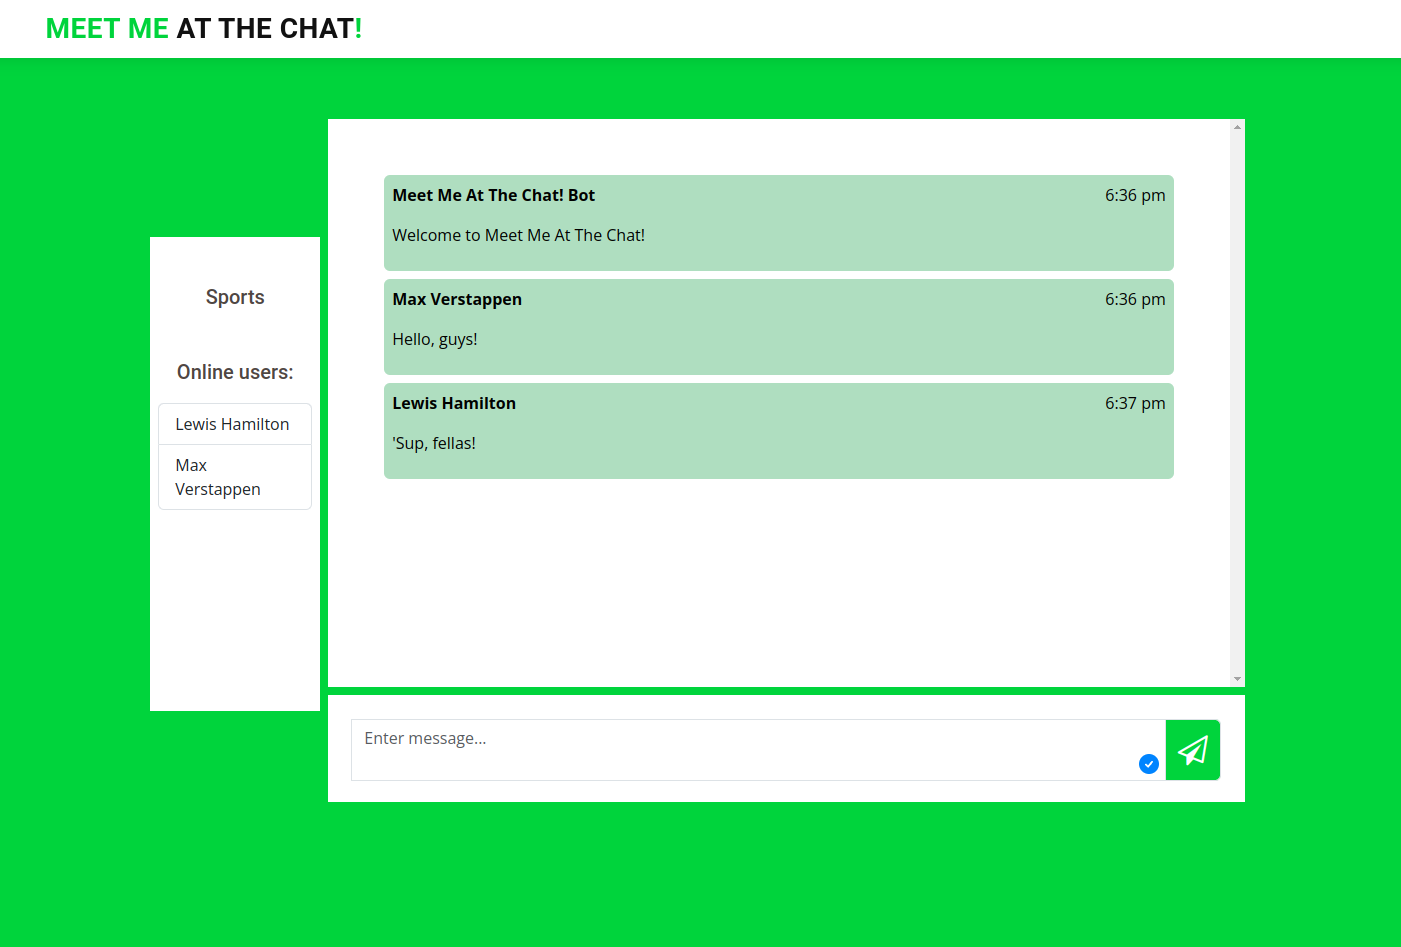 MEET ME AT THE CHAT!
Sports
Online users:
Lewis Hamilton
Max
Verstappen
Meet Me At The Chat! Bot 6:36 pm
Welcome to Meet Me At The Chat!
Max Verstappen 6:36 pm
Hello, guys!
Lewis Hamilton 6:37 pm
'Sup, fellas!
Enter message...